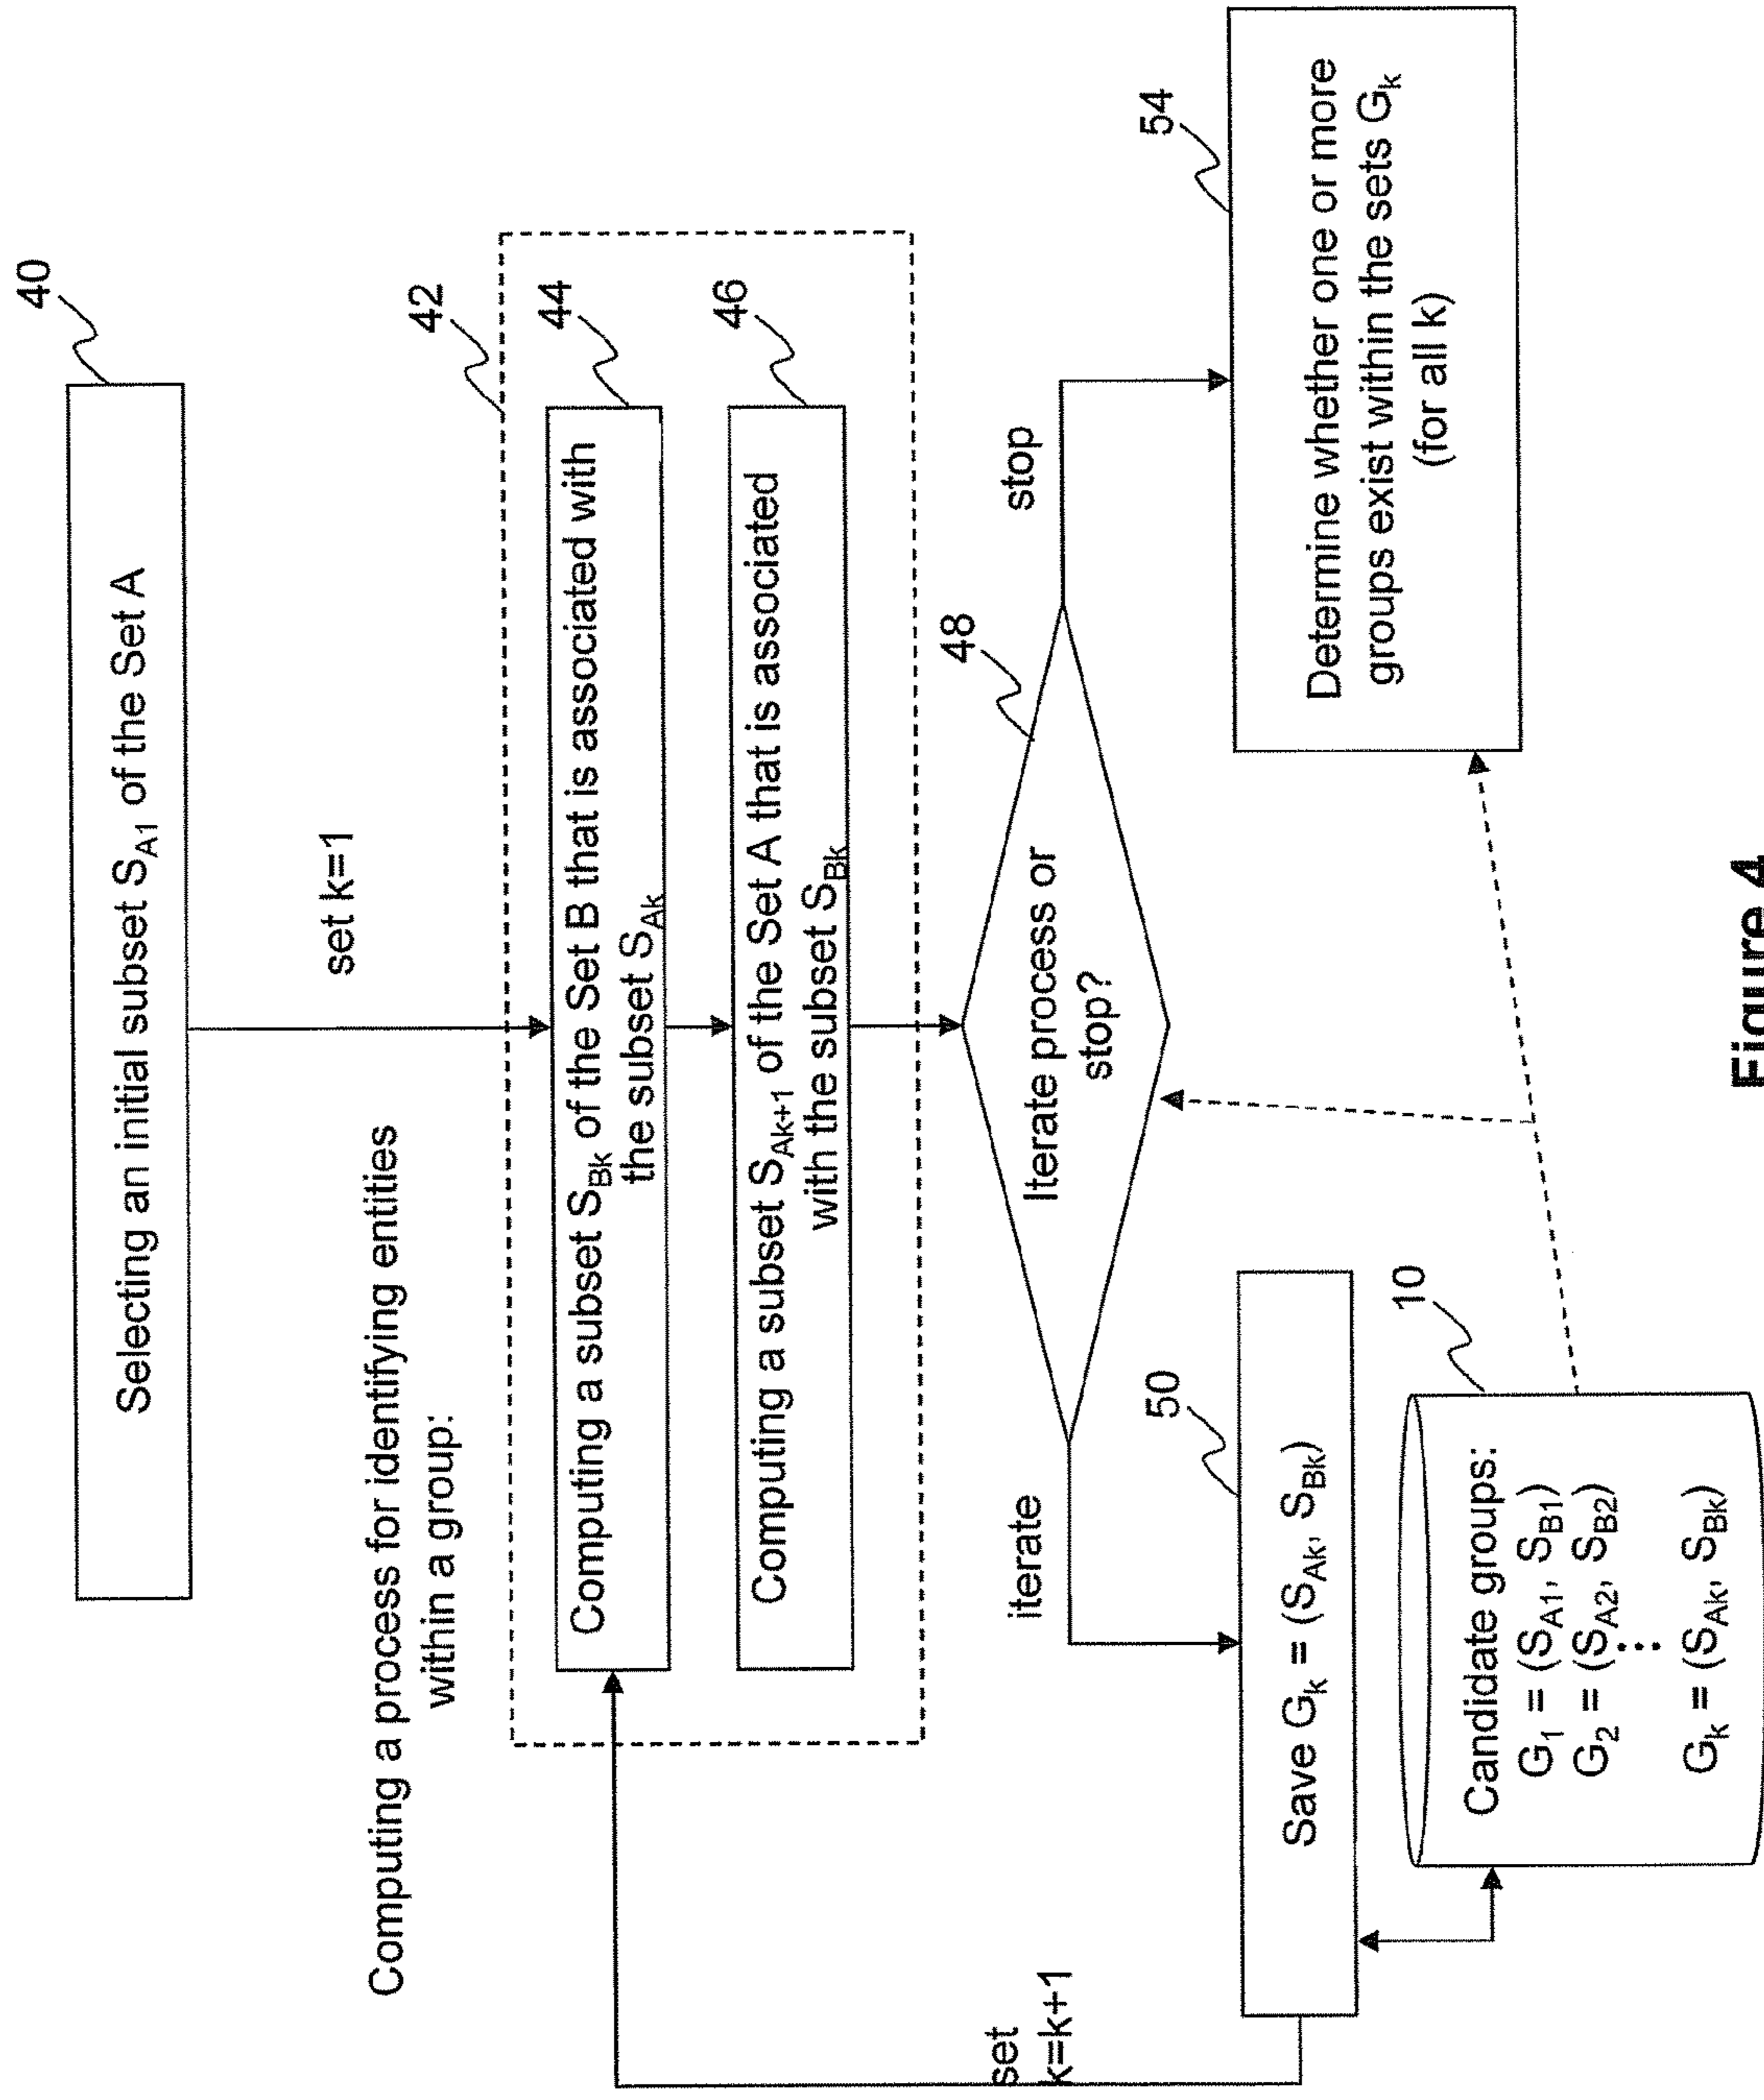 40
Selecting an initial subset S_A1 of the Set A
set k=1
Computing a process for identifying entities
within a group:
42
44
Computing a subset S_Bk of the Set B that is associated with
the subset S_Ak
46
Computing a subset S_Ak+1 of the Set A that is associated
with the subset S_Bk
48
Iterate process or
stop?
iterate
stop
set
k=k+1
50
Save G_k = (S_Ak, S_Bk)
54
Determine whether one or more
groups exist within the sets G_k
(for all k)
10
Candidate groups:
G_1 = (S_A1, S_B1)
G_2 = (S_A2, S_B2)
⋮
G_k = (S_Ak, S_Bk)
Figure 4